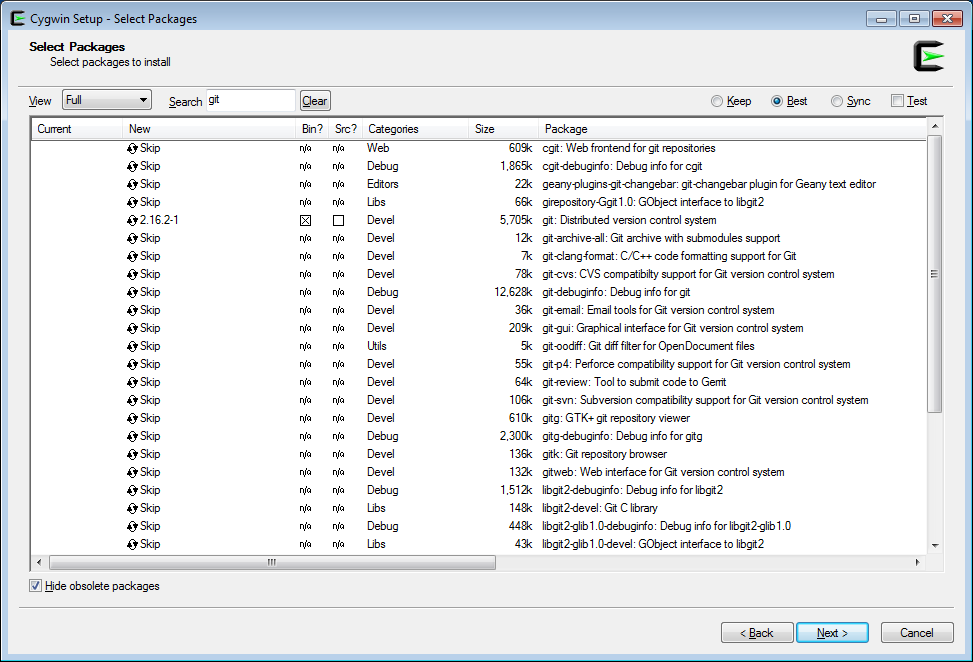 Cygwin Setup - Select Packages
Select Packages
Select packages to install
View Full Search git Clear Keep Best Sync Test
Current New Bin? Src? Categories Size Package
Skip n/a n/a Web 609k cgit: Web frontend for git repositories
Skip n/a n/a Debug 1,865k cgit-debuginfo: Debug info for cgit
Skip n/a n/a Editors 22k geany-plugins-git-changebar: git-changebar plugin for Geany text editor
Skip n/a n/a Libs 66k girepository-Ggit1.0: GObject interface to libgit2
2.16.2-1 Devel 5,705k git: Distributed version control system
Skip n/a n/a Devel 12k git-archive-all: Git archive with submodules support
Skip n/a n/a Devel 7k git-clang-format: C/C++ code formatting support for Git
Skip n/a n/a Devel 78k git-cvs: CVS compatibilty support for Git version control system
Skip n/a n/a Debug 12,628k git-debuginfo: Debug info for git
Skip n/a n/a Devel 36k git-email: Email tools for Git version control system
Skip n/a n/a Devel 209k git-gui: Graphical interface for Git version control system
Skip n/a n/a Utils 5k git-oodiff: Git diff filter for OpenDocument files
Skip n/a n/a Devel 55k git-p4: Perforce compatibility support for Git version control system
Skip n/a n/a Devel 64k git-review: Tool to submit code to Gerrit
Skip n/a n/a Devel 106k git-svn: Subversion compatibility support for Git version control system
Skip n/a n/a Devel 610k gitg: GTK+ git repository viewer
Skip n/a n/a Debug 2,300k gitg-debuginfo: Debug info for gitg
Skip n/a n/a Devel 136k gitk: Git repository browser
Skip n/a n/a Devel 132k gitweb: Web interface for Git version control system
Skip n/a n/a Debug 1,512k libgit2-debuginfo: Debug info for libgit2
Skip n/a n/a Libs 148k libgit2-devel: Git C library
Skip n/a n/a Debug 448k libgit2-glib1.0-debuginfo: Debug info for libgit2-glib1.0
Skip n/a n/a Libs 43k libgit2-glib1.0-devel: GObject interface to libgit2
Hide obsolete packages
< Back Next > Cancel